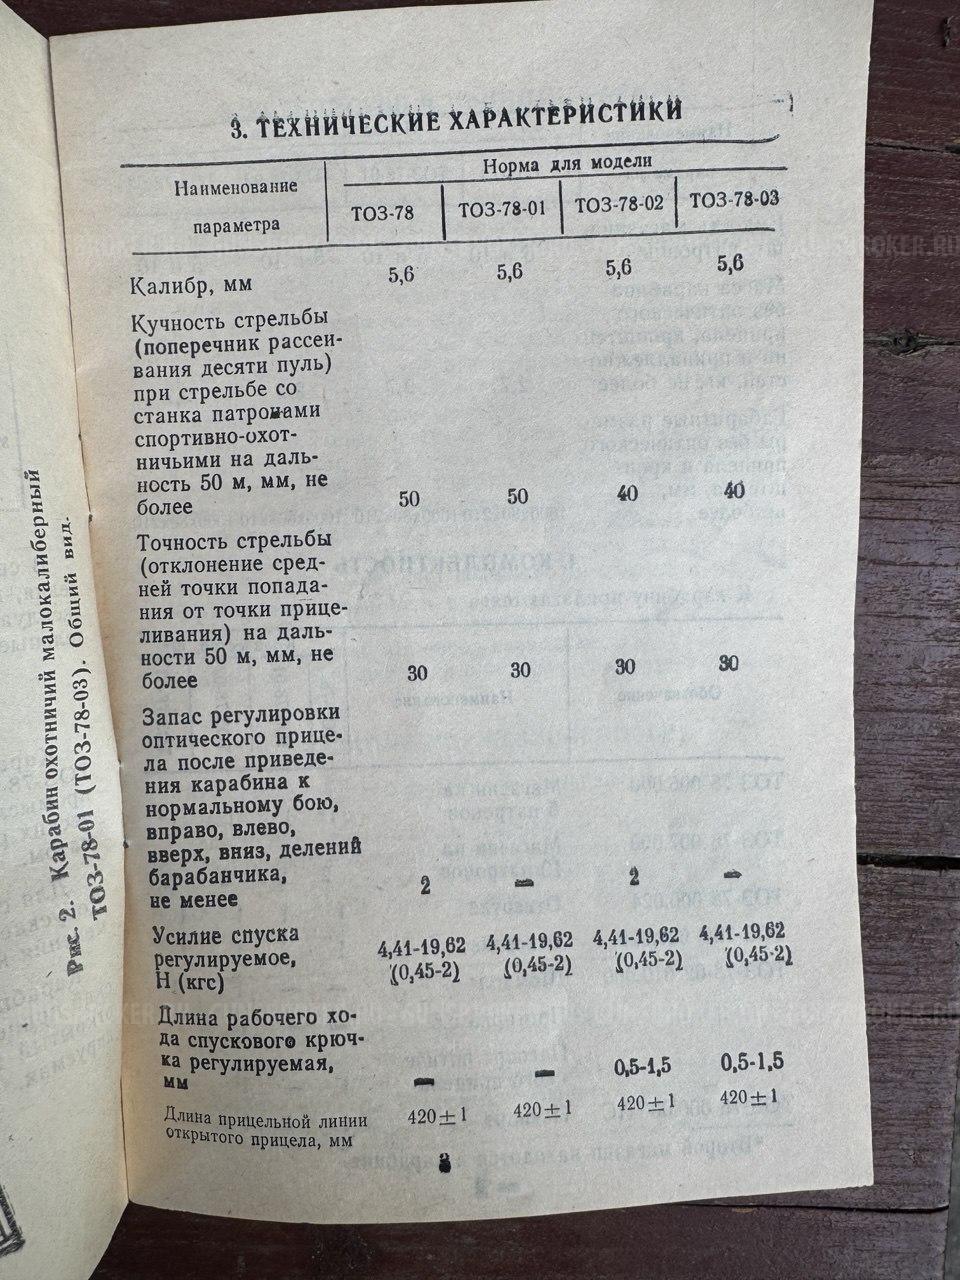 3. ТЕХНИЧЕСКИЕ ХАРАКТЕРИСТИКИ
Наименование
параметра
Норма для модели
ТОЗ-78 ТОЗ-78-01 ТОЗ-78-02 ТОЗ-78-03
Калибр, мм 5,6 5,6 5,6 5,6
Кучность стрельбы
(поперечник рассеи-
вания десяти пуль)
при стрельбе со
станка патронами
спортивно-охот-
ничьими на даль-
ность 50 м, мм, не
более 50 50 40 40
Точность стрельбы
(отклонение сред-
ней точки попада-
ния от точки прице-
ливания) на даль-
ности 50 м, мм, не
более 30 30 30 30
Запас регулировки
оптического прице-
ла после приведе-
ния карабина к
нормальному бою,
вправо, влево,
вверх, вниз, делений
барабанчика,
не менее 2 — 2 —
Усилие спуска 4,41-19,62 4,41-19,62 4,41-19,62 4,41-19,62
регулируемое, (0,45-2) (0,45-2) (0,45-2) (0,45-2)
Н (кгс)
Длина рабочего хо-
да спускового крюч-
ка регулируемая,
мм — — 0,5-1,5 0,5-1,5
Длина прицельной линии 420±1 420±1 420±1 420±1
открытого прицела, мм
Рис. 2. Карабин охотничий малокалиберный
ТОЗ-78-01 (ТОЗ-78-03). Общий вид.